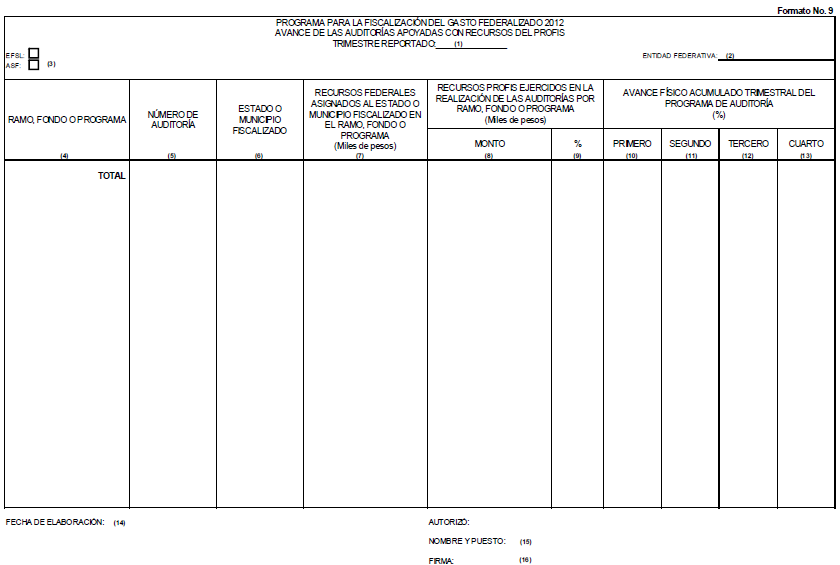 Formato No. 9
PROGRAMA PARA LA FISCALIZACIÓN DEL GASTO FEDERALIZADO 2012
AVANCE DE LAS AUDITORÍAS APOYADAS CON RECURSOS DEL PROFIS
TRIMESTRE REPORTADO: (1)
EFSL:
ASF: (3)
ENTIDAD FEDERATIVA: (2)
RAMO, FONDO O PROGRAMA
(4)
NÚMERO DE
AUDITORÍA
(5)
ESTADO O
MUNICIPIO
FISCALIZADO
(6)
RECURSOS FEDERALES
ASIGNADOS AL ESTADO O
MUNICIPIO FISCALIZADO EN
EL RAMO, FONDO O
PROGRAMA
(Miles de pesos)
(7)
RECURSOS PROFIS EJERCIDOS EN LA
REALIZACIÓN DE LAS AUDITORÍAS POR
RAMO, FONDO O PROGRAMA
(Miles de pesos)
MONTO
(8)
%
(9)
AVANCE FÍSICO ACUMULADO TRIMESTRAL DEL
PROGRAMA DE AUDITORÍA
(%)
PRIMERO
(10)
SEGUNDO
(11)
TERCERO
(12)
CUARTO
(13)
TOTAL
FECHA DE ELABORACIÓN: (14)
AUTORIZÓ:
NOMBRE Y PUESTO: (15)
FIRMA: (16)